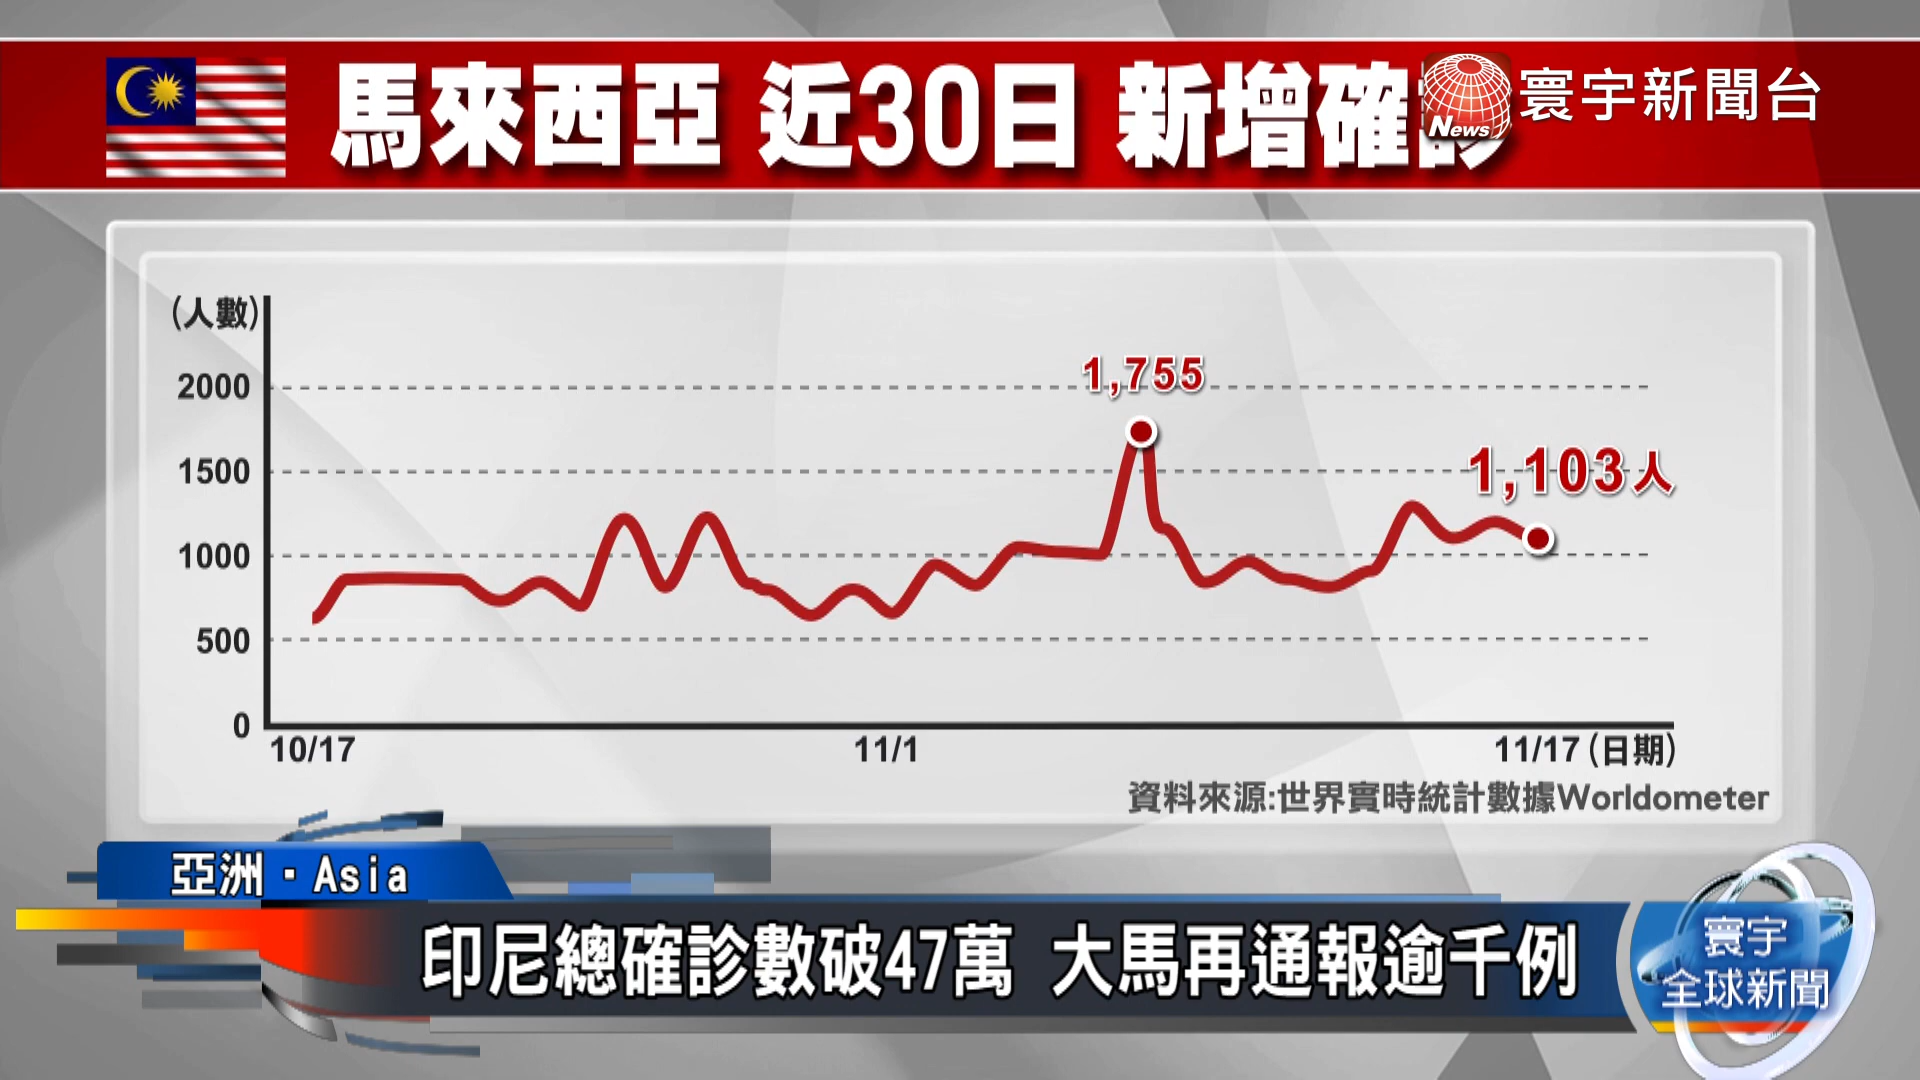 馬來西亞 近30日 新增確診
News 寰宇新聞台
(人數)
2000
1500
1000
500
0
1,755
1,103人
10/17
11/1
11/17 (日期)
資料來源:世界實時統計數據Worldometer
亞洲·Asia
印尼總確診數破47萬 大馬再通報逾千例
寰宇
全球新聞